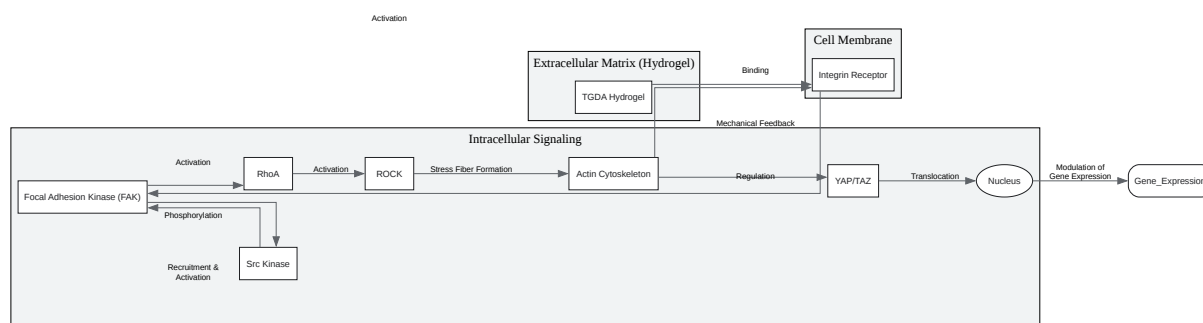 Activation
Cell Membrane
Extracellular Matrix (Hydrogel)
Binding
Integrin Receptor
TGDA Hydrogel
Mechanical Feedback
Intracellular Signaling
Activation
RhoA
Activation
ROCK
Stress Fiber Formation
Actin Cytoskeleton
Regulation
YAP/TAZ
Translocation
Nucleus
Modulation of
Gene Expression
Gene_Expression
Focal Adhesion Kinase (FAK)
Phosphorylation
Src Kinase
Recruitment &
Activation